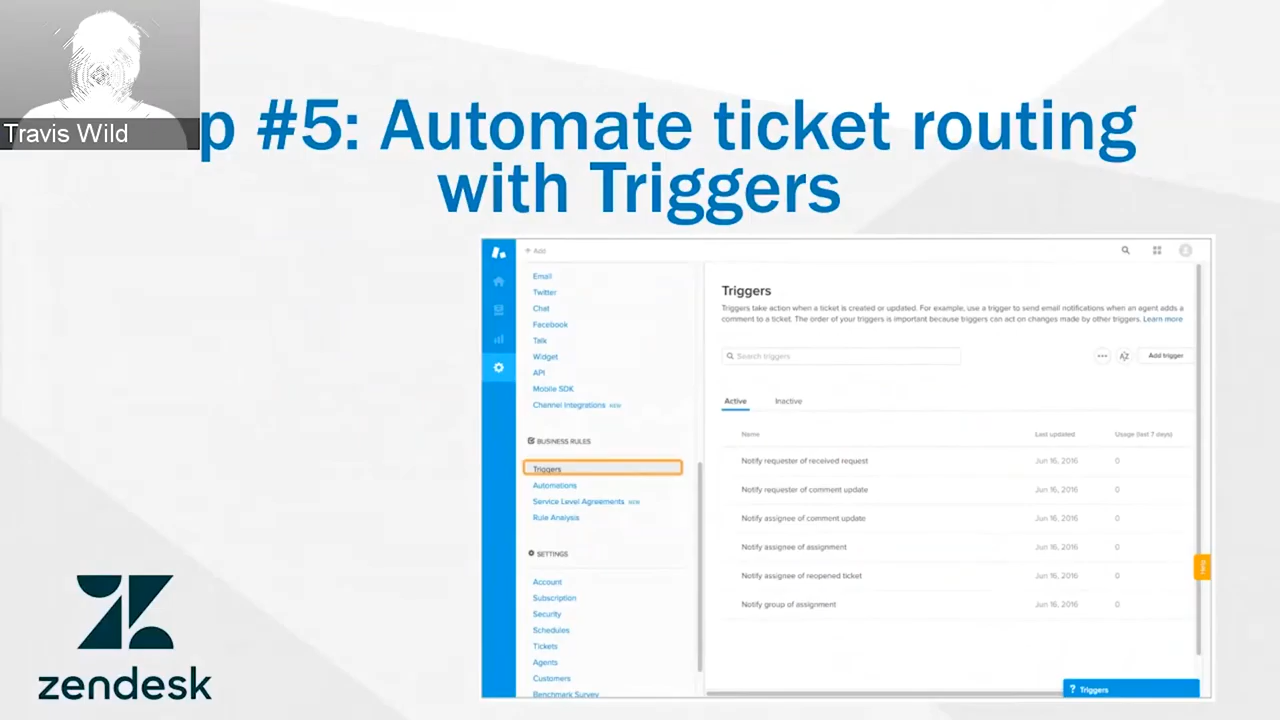 Travis Wild
p #5: Automate ticket routing
with Triggers
Add
Email
Twitter
Chat
Facebook
Talk
Widget
API
Mobile SDK
Channel Integrations NEW
BUSINESS RULES
Triggers
Automations
Service Level Agreements NEW
Rule Analysis
SETTINGS
Account
Subscription
Security
Schedules
Tickets
Agents
Customers
Benchmark Survey
Triggers
Triggers take action when a ticket is created or updated. For example, use a trigger to send email notifications when an agent adds a
comment to a ticket. The order of your triggers is important because triggers can act on changes made by other triggers. Learn more
Search triggers
Add trigger
Active Inactive
Name Last updated Usage (last 7 days)
Notify requester of received request Jun 16, 2016 0
Notify requester of comment update Jun 16, 2016 0
Notify assignee of comment update Jun 16, 2016 0
Notify assignee of assignment Jun 16, 2016 0
Notify assignee of reopened ticket Jun 16, 2016 0
Notify group of assignment Jun 16, 2016 0
? Triggers
zendesk